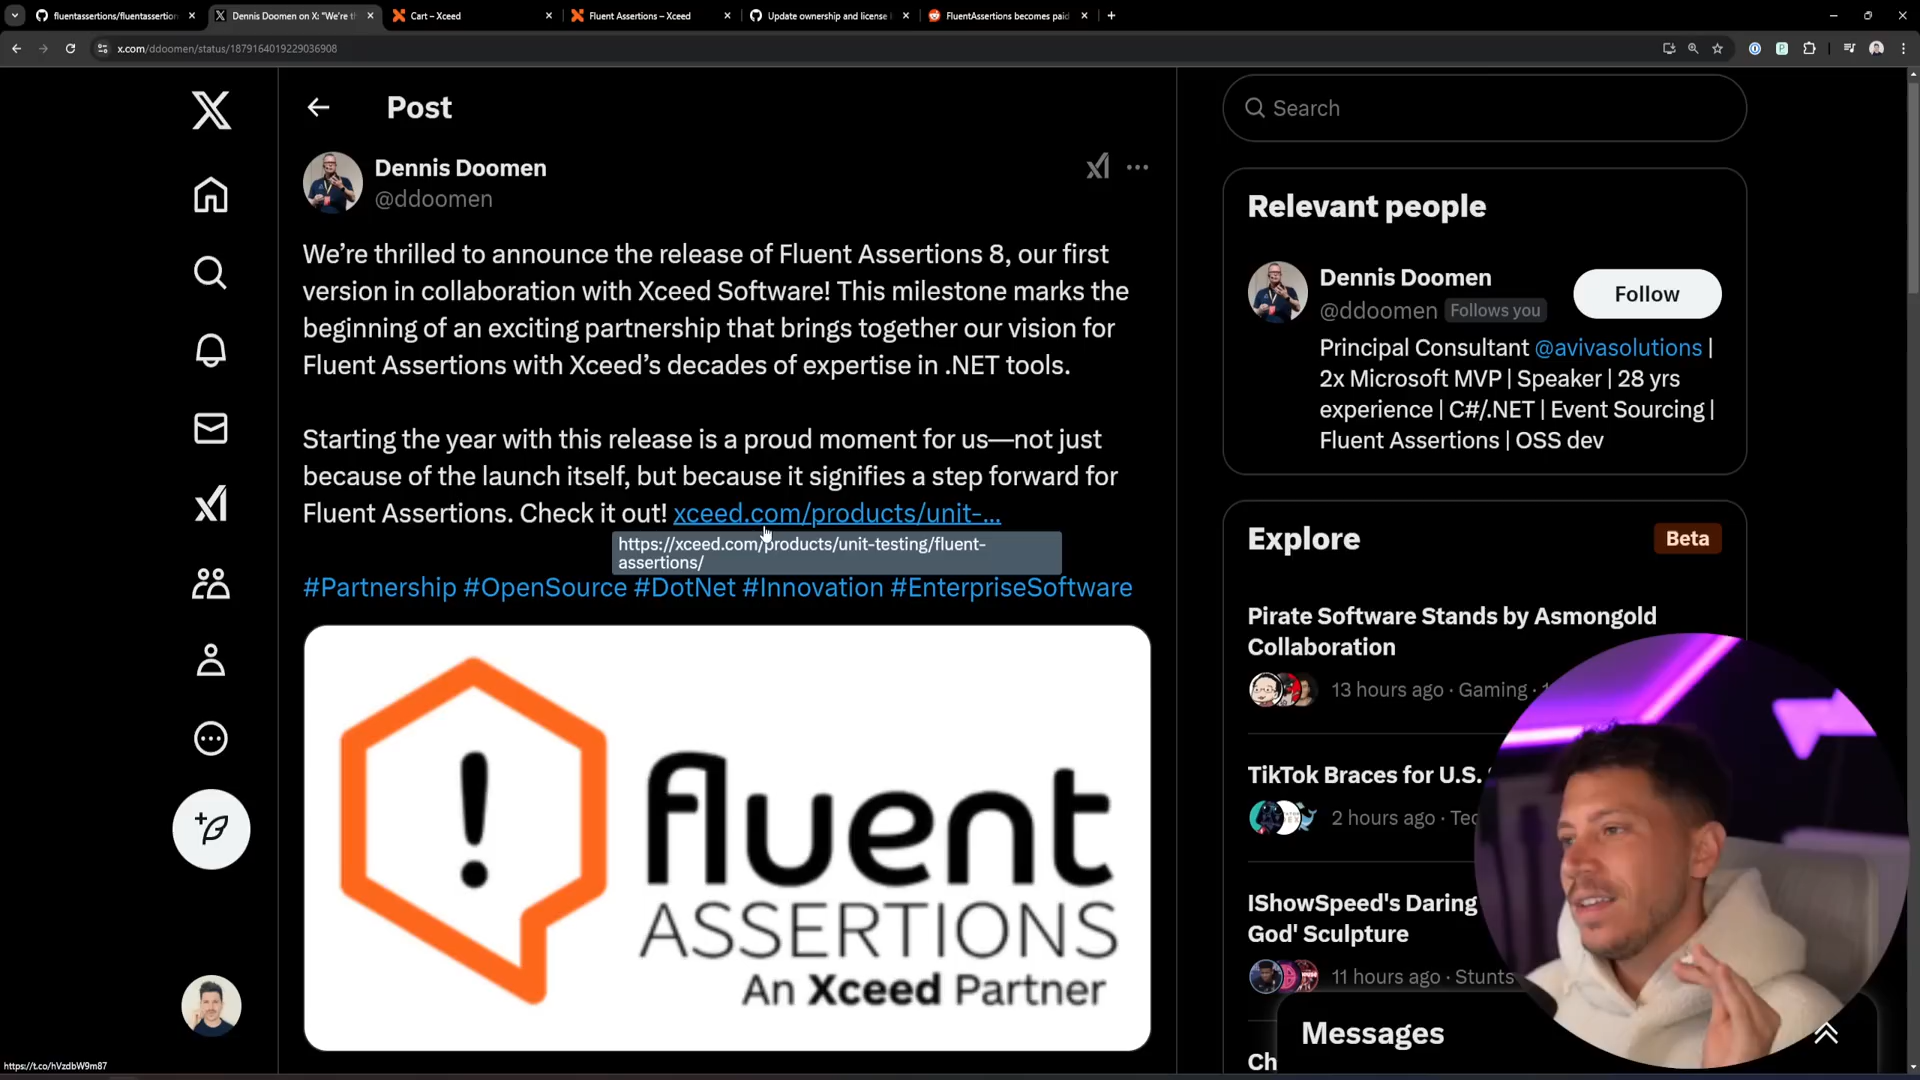 fluentassertions/fluentassertion
Dennis Doomen on X: "We're th
Cart – Xceed
Fluent Assertions – Xceed
Update ownership and license
FluentAssertions becomes paid
x.com/ddoomen/status/1879164019229036908
Post
Search
Dennis Doomen
@ddoomen
We’re thrilled to announce the release of Fluent Assertions 8, our first
version in collaboration with Xceed Software! This milestone marks the
beginning of an exciting partnership that brings together our vision for
Fluent Assertions with Xceed’s decades of expertise in .NET tools.
Starting the year with this release is a proud moment for us—not just
because of the launch itself, but because it signifies a step forward for
Fluent Assertions. Check it out! xceed.com/products/unit-...
https://xceed.com/products/unit-testing/fluent-
assertions/
#Partnership #OpenSource #DotNet #Innovation #EnterpriseSoftware
!
fluent
ASSERTIONS
An Xceed Partner
Relevant people
Dennis Doomen
@ddoomen Follows you
Follow
Principal Consultant @avivasolutions |
2x Microsoft MVP | Speaker | 28 yrs
experience | C#/.NET | Event Sourcing |
Fluent Assertions | OSS dev
Explore
Beta
Pirate Software Stands by Asmongold
Collaboration
13 hours ago · Gaming ·
TikTok Braces for U.S.
2 hours ago · Tec
IShowSpeed's Daring
God' Sculpture
11 hours ago · Stunts
Ch
Messages
https://t.co/hVzdbW9m87